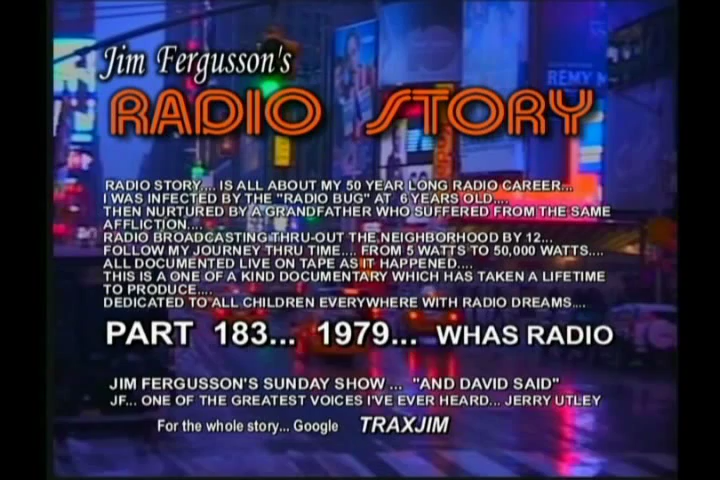 Jim Fergusson's
RADIO STORY
REMY M
RADIO STORY.... IS ALL ABOUT MY 50 YEAR LONG RADIO CAREER...
I WAS INFECTED BY THE "RADIO BUG" AT 6 YEARS OLD....
THEN NURTURED BY A GRANDFATHER WHO SUFFERED FROM THE SAME
AFFLICTION....
RADIO BROADCASTING THRU-OUT THE NEIGHBORHOOD BY 12...
FOLLOW MY JOURNEY THRU TIME.... FROM 5 WATTS TO 50,000 WATTS....
ALL DOCUMENTED LIVE ON TAPE AS IT HAPPENED....
THIS IS A ONE OF A KIND DOCUMENTARY WHICH HAS TAKEN A LIFETIME
TO PRODUCE....
DEDICATED TO ALL CHILDREN EVERYWHERE WITH RADIO DREAMS....
PART 183... 1979... WHAS RADIO
JIM FERGUSSON'S SUNDAY SHOW ... "AND DAVID SAID"
JF... ONE OF THE GREATEST VOICES I'VE EVER HEARD... JERRY UTLEY
For the whole story... Google TRAXJIM